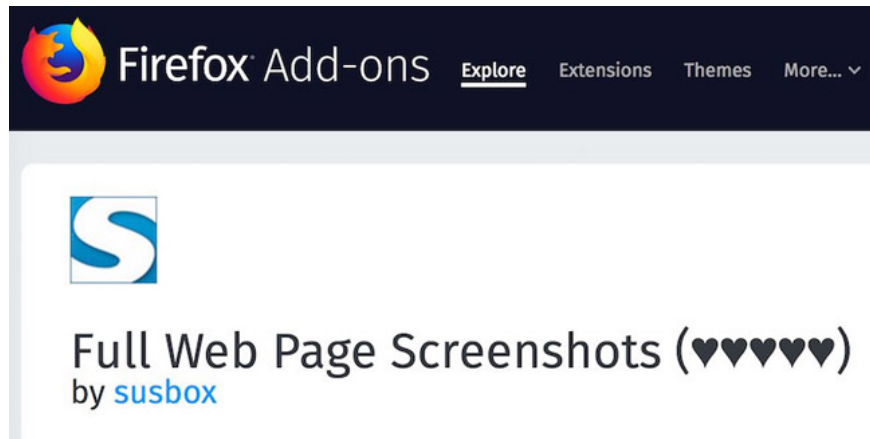 Firefox Add-ons Explore Extensions Themes More...
S
Full Web Page Screenshots (♥♥♥♥♥)
by susbox